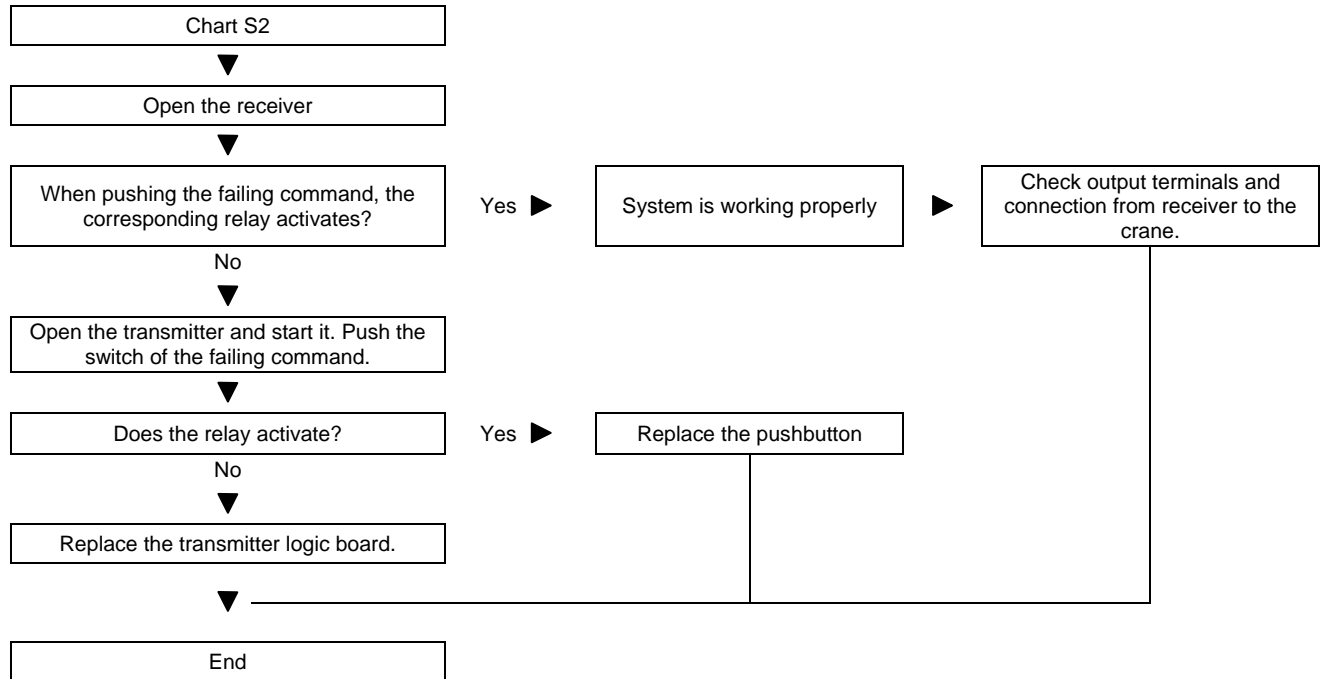 Chart S2
Open the receiver
When pushing the failing command, the
corresponding relay activates?
Yes
System is working properly
Check output terminals and
connection from receiver to the
crane.
No
Open the transmitter and start it. Push the
switch of the failing command.
Does the relay activate?
Yes
Replace the pushbutton
No
Replace the transmitter logic board.
End